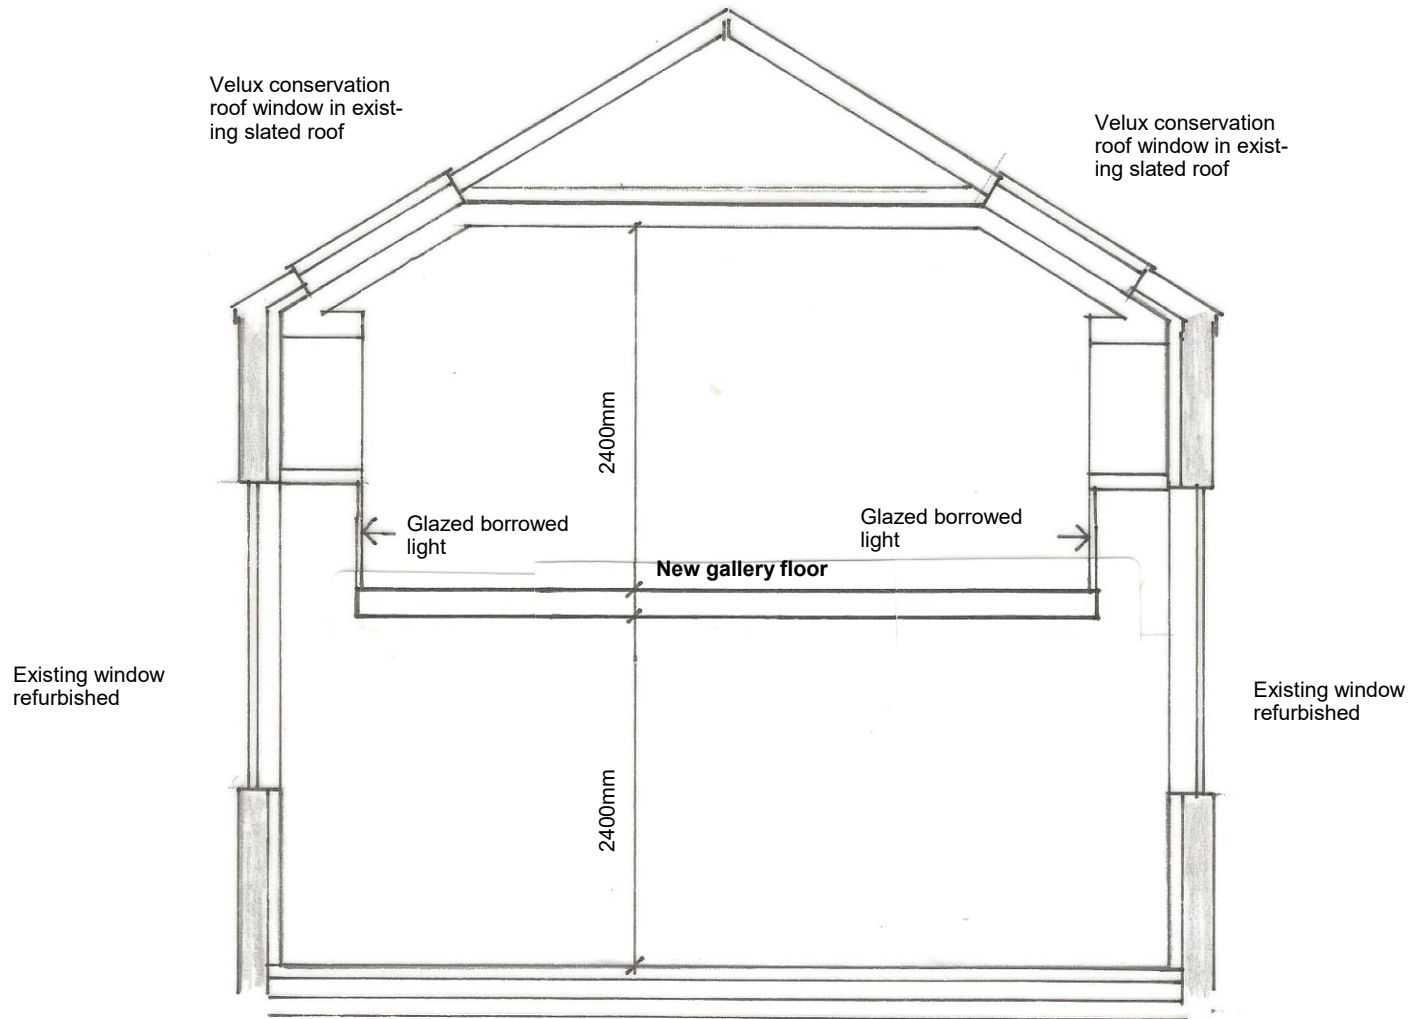 Velux conservation
roof window in exist-
ing slated roof
Velux conservation
roof window in exist-
ing slated roof
2400mm
Glazed borrowed
light
Glazed borrowed
light
New gallery floor
Existing window
refurbished
Existing window
refurbished
2400mm